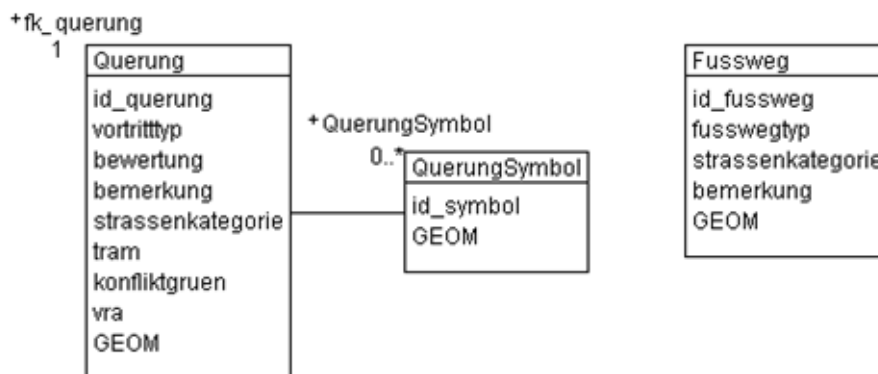 +fk_querung
1
Querung
id_querung
vortritttyp
bewertung
bemerkung
strassenkategorie
tram
konfliktgruen
vra
GEOM
+QuerungSymbol
0..*
QuerungSymbol
id_symbol
GEOM
Fussweg
id_fussweg
fusswegtyp
strassenkategorie
bemerkung
GEOM